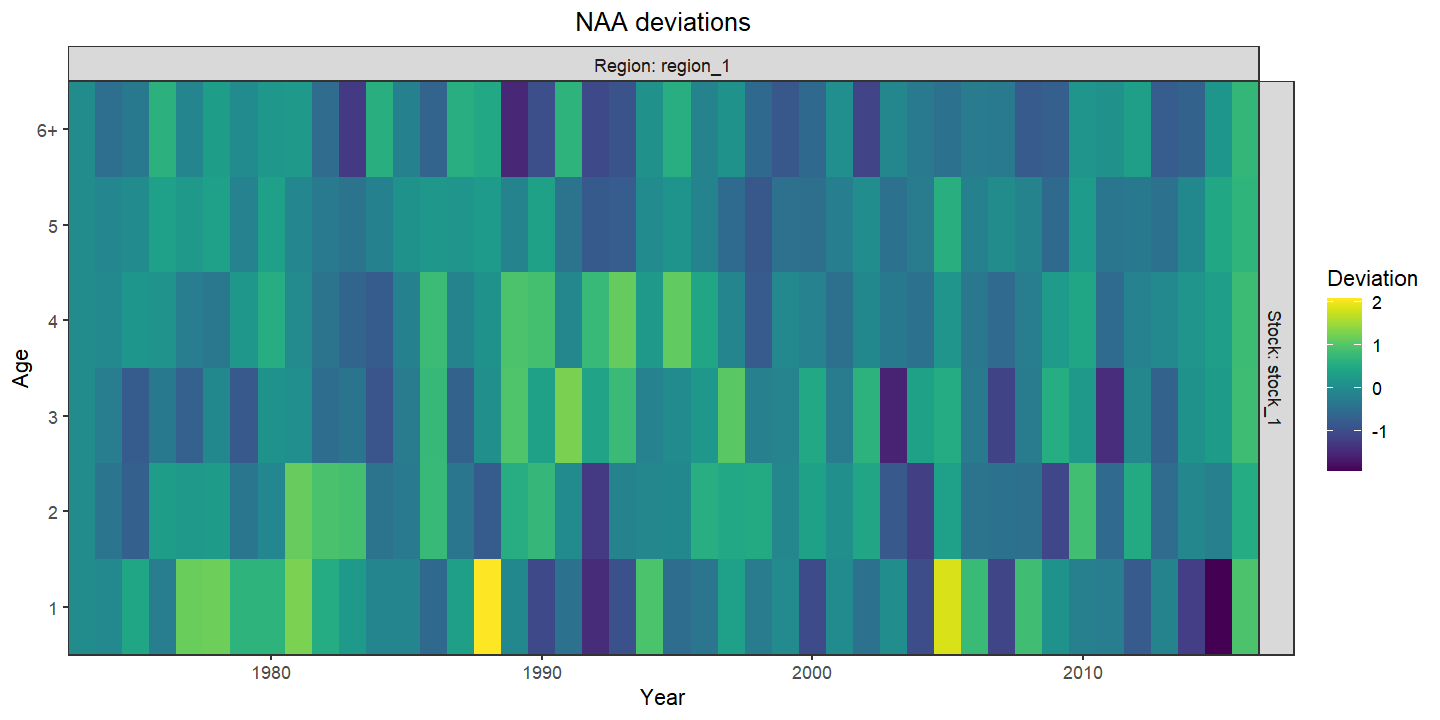 NAA deviations
Region: region_1
Stock: stock_1
Age
6+
5
4
3
2
1
1980
1990
2000
2010
Year
Deviation
2
1
0
-1